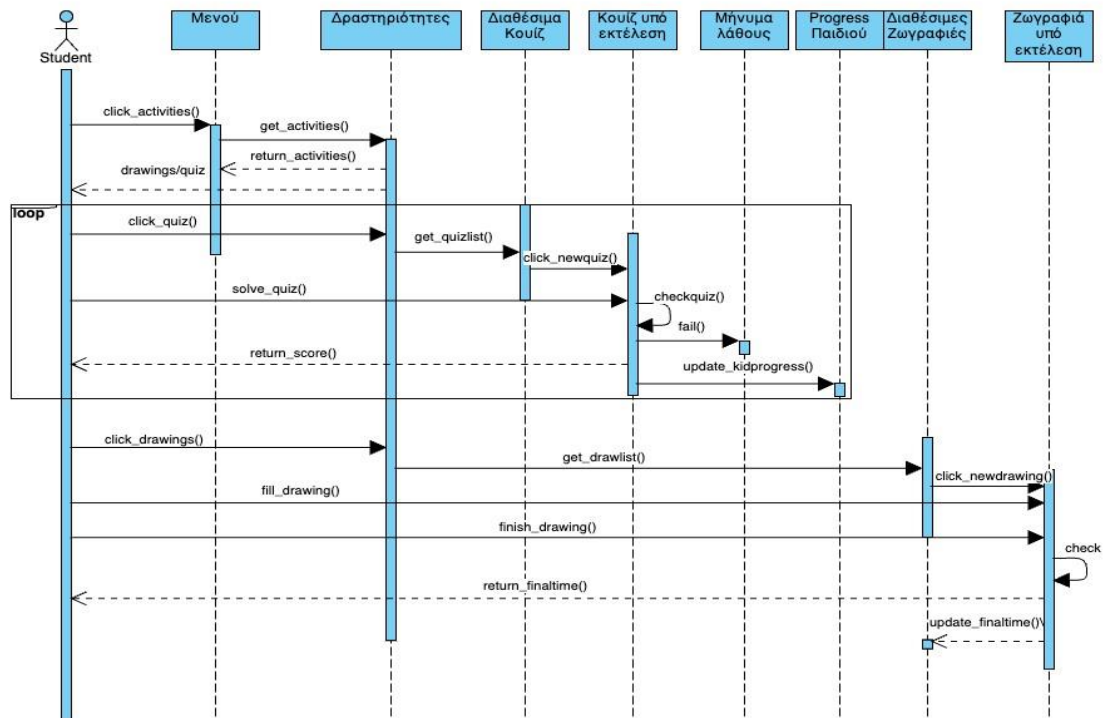 Student
Μενού
Δραστηριότητες
Διαθέσιμα
Κουίζ
Κουίζ υπό
εκτέλεση
Μήνυμα
λάθους
Progress
Παιδιού
Διαθέσιμες
Ζωγραφιές
Ζωγραφιά
υπό
εκτέλεση
click_activities()
get_activities()
return_activities()
drawings/quiz
loop
click_quiz()
get_quizlist()
click_newquiz()
solve_quiz()
checkquiz()
fail()
return_score()
update_kidprogress()
click_drawings()
get_drawlist()
click_newdrawing()
fill_drawing()
finish_drawing()
check
return_finaltime()
update_finaltime()\